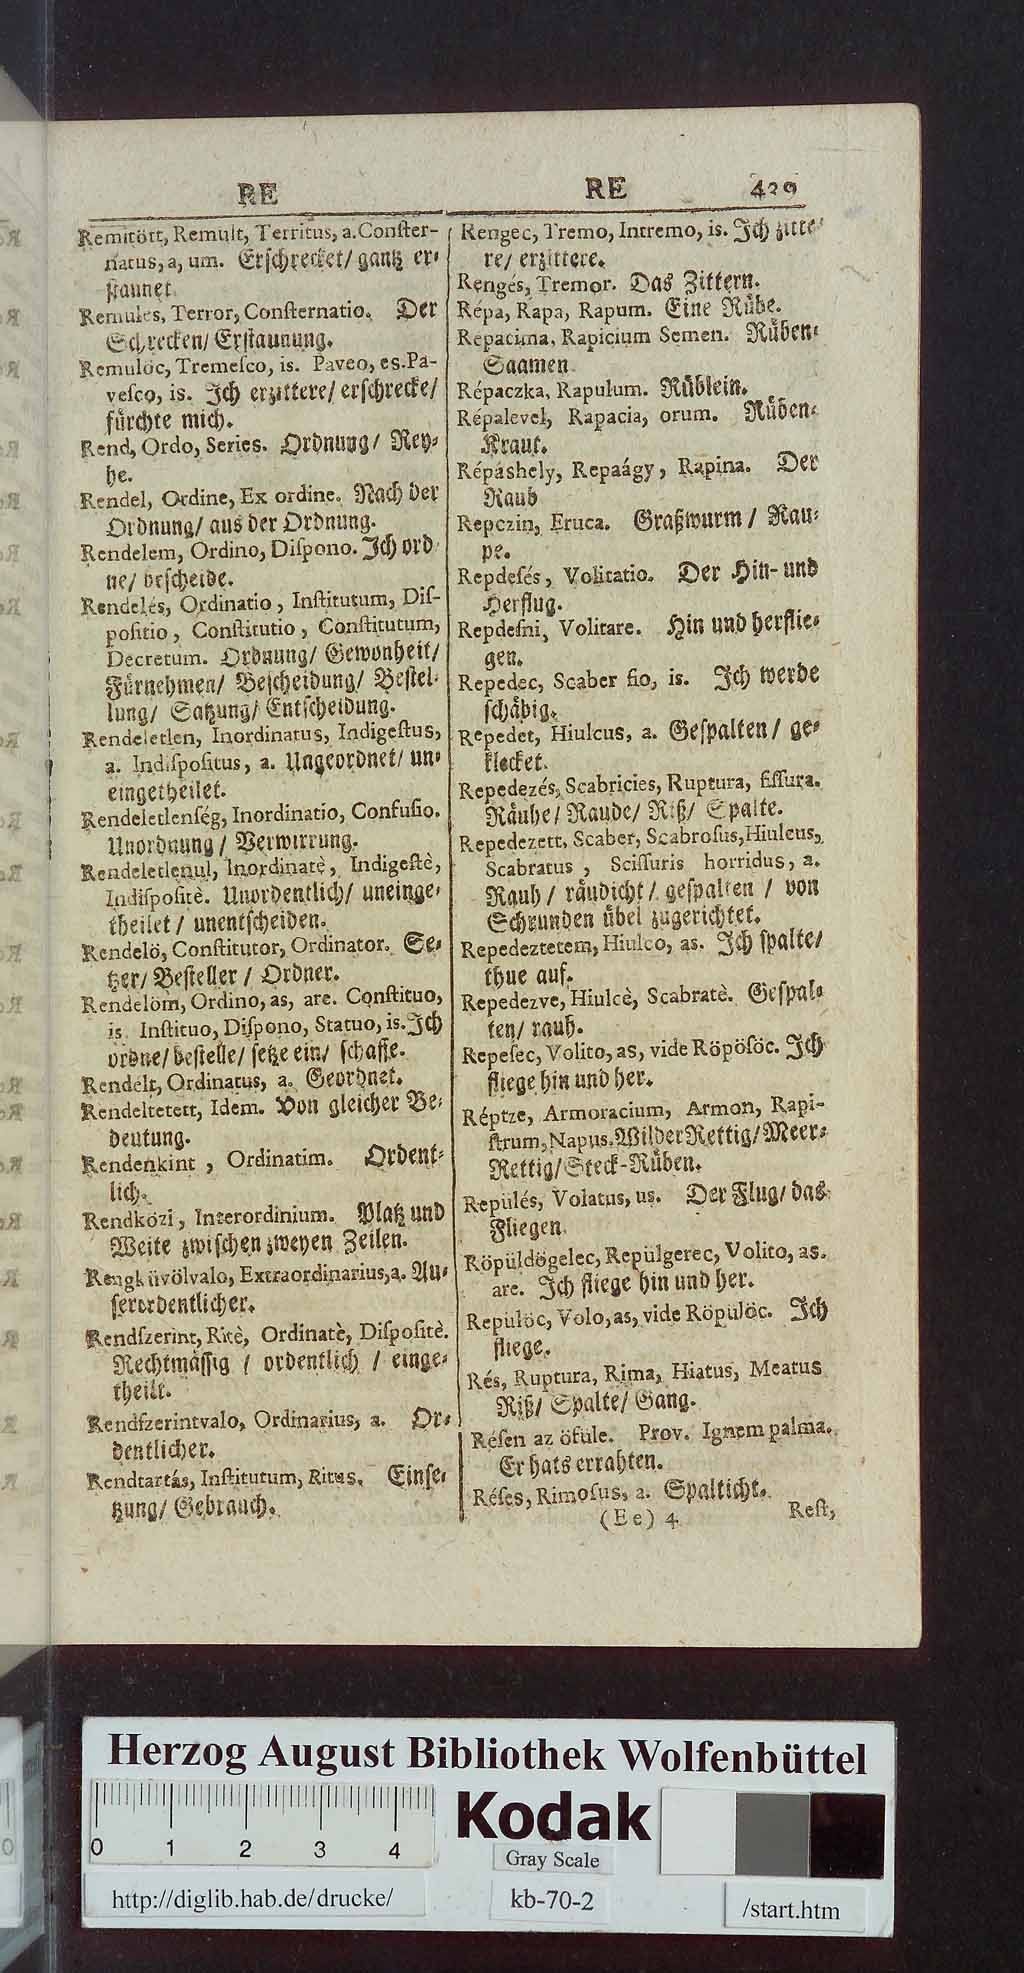 RE
Remitött, Remült, Territus, a. Conſter-
natus, a, um. Erſchrecket/ gantz er-
ſtaunet.
Remülés, Terror, Conſternatio. Der
Schrecken/ Erſtaunung.
Remülöc, Tremeſco, is. Paveo, es. Pa-
veſco, is. Jch erzittere/ erſchrecke/
fürchte mich.
Rend, Ordo, Series. Ordnung/ Rey-
he.
Rendel, Ordine, Ex ordine. Nach der
Ordnung/ aus der Ordnung.
Rendelem, Ordino, Diſpono. Jch ord
ne/ beſcheide.
Rendelés, Ordinatio, Inſtitutum, Diſ-
poſitio, Conſtitutio, Conſtitutum,
Decretum. Ordnung/ Gewonheit/
Fürnehmen/ Beſcheidung/ Beſtel-
lung/ Satzung/ Entſcheidung.
Rendeletlen, Inordinatus, Indigeſtus,
a. Indiſpoſitus, a. Ungeordnet/ un-
eingetheilet.
Rendeletlenſég, Inordinatio, Confuſio.
Unordnung/ Verwirrung.
Rendeletlenül, Inordinatè, Indigeſtè,
Indiſpoſitè. Unordentlich/ uneinge-
theilet/ unentſcheiden.
Rendelö, Conſtitutor, Ordinator. Se-
tzer/ Beſteller/ Ordner.
Rendelöm, Ordino, as, are. Conſtituo,
is. Inſtituo, Diſpono, Statuo, is. Jch
ordne/ beſtelle/ ſetze ein/ ſchaffe.
Rendelt, Ordinatus, a. Geordnet.
Rendeltetett, Idem. Von gleicher Be-
deutung.
Rendenkint, Ordinatim. Ordent-
lich.
Rendközi, Interordinium. Platz und
Weite zwiſchen zweyen Zeilen.
Rengküvölvalo, Extraordinarius, a. Au-
ſerordentlicher.
Rendſzerint, Ritè, Ordinatè, Diſpoſitè.
Rechtmäſſig / ordentlich / einge-
theilt.
Rendſzerintvalo, Ordinarius, a. Or-
dentlicher.
Rendtartás, Inſtitutum, Ritus. Einſe-
tzung/ Gebrauch.
RE 429
Rengec, Tremo, Intremo, is. Jch zitte-
re/ erzittere.
Rengés, Tremor. Das Zittern.
Répa, Rapa, Rapum. Eine Rübe.
Repacima, Rapicium Semen. Rüben-
Saamen
Répaczka, Rapulum. Rüblein.
Répalevel, Rapacia, orum. Rüben-
Kraut.
Répáshely, Repaágy, Rapina. Der
Raub
Repczin, Eruca. Graßwurm / Rau-
pe.
Repdeſés, Volitatio. Der Hin- und
Herflug.
Repdeſni, Volitare. Hin und herflie-
gen.
Repedec, Scaber fio, is. Jch werde
ſchäbig.
Repedet, Hiulcus, a. Geſpalten/ ge-
klecket.
Repedezés, Scabricies, Ruptura, fiſſura.
Räuhe/ Raude/ Riß/ Spalte.
Repedezett, Scaber, Scabroſus, Hiulcus,
Scabratus, Sciſſuris horridus, a.
Rauh/ räudicht/ geſpalten / von
Schrunden übel zugerichtet.
Repedeztetem, Hiulco, as. Jch ſpalte/
thue auf.
Repedezve, Hiulcè, Scabratè. Geſpal-
ten/ rauh.
Repeſec, Volito, as, vide Röpöſöc. Jch
fliege hin und her.
Réptze, Armoracium, Armon, Rapi-
ſtrum, Napus. Wilder Rettig/ Meer-
Rettig/ Steck-Rüben.
Repülés, Volatus, us. Der Flug/ das
Fliegen.
Röpüldögelec, Repülgerec, Volito, as.
are. Jch fliege hin und her.
Repülöc, Volo, as, vide Röpülöc. Jch
fliege.
Rés, Ruptura, Rima, Hiatus, Meatus
Riß/ Spalte/ Gang.
Réſen az öſüle. Prov. Ignem palma.
Er hats errahten.
Réſes, Rimoſus, a. Spalticht.
(Ee) 4 Reſt,
Herzog August Bibliothek Wolfenbüttel
Kodak
Gray Scale
0 1 2 3 4
http://diglib.hab.de/drucke/
kb-70-2
/start.htm